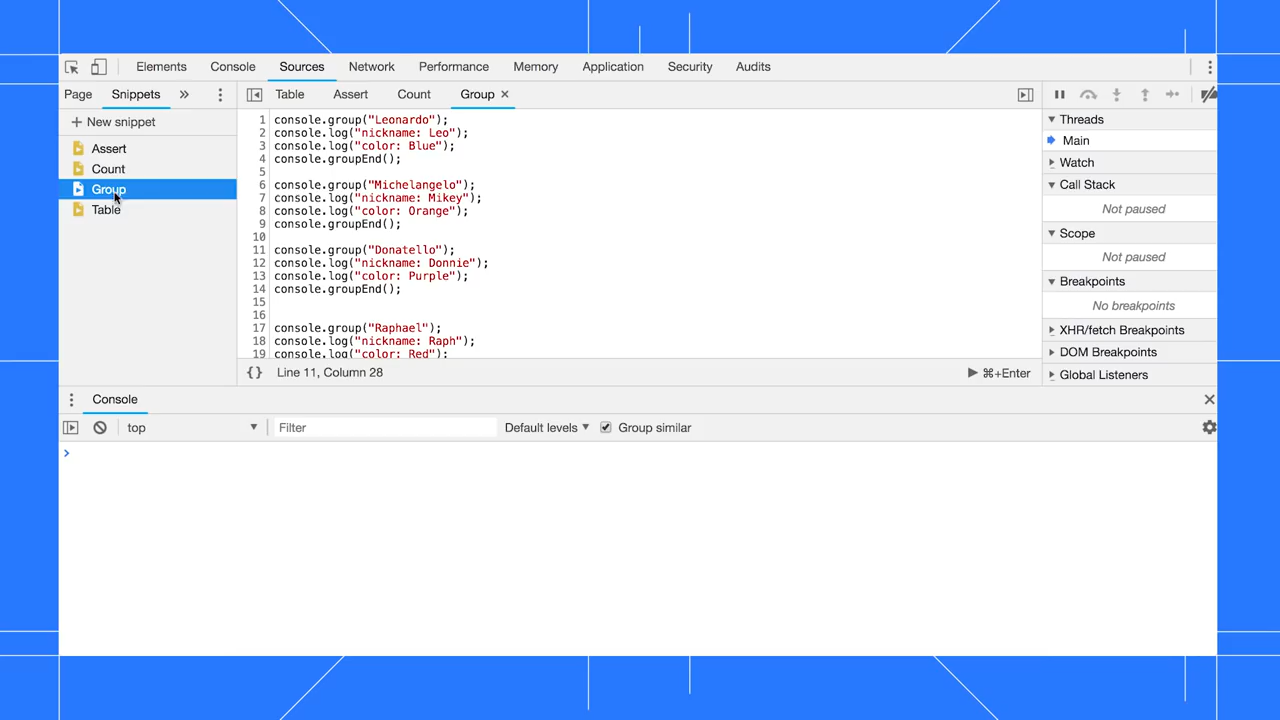 Elements Console Sources Network Performance Memory Application Security Audits
Page Snippets » Table Assert Count Group ×
+ New snippet
Assert
Count
Group
Table
1 console.group("Leonardo");
2 console.log("nickname: Leo");
3 console.log("color: Blue");
4 console.groupEnd();
5
6 console.group("Michelangelo");
7 console.log("nickname: Mikey");
8 console.log("color: Orange");
9 console.groupEnd();
10
11 console.group("Donatello");
12 console.log("nickname: Donnie");
13 console.log("color: Purple");
14 console.groupEnd();
15
16
17 console.group("Raphael");
18 console.log("nickname: Raph");
19 console.log("color: Red");
{} Line 11, Column 28 ⌘+Enter
Threads
Main
Watch
Call Stack
Not paused
Scope
Not paused
Breakpoints
No breakpoints
XHR/fetch Breakpoints
DOM Breakpoints
Global Listeners
Console
top Filter Default levels Group similar